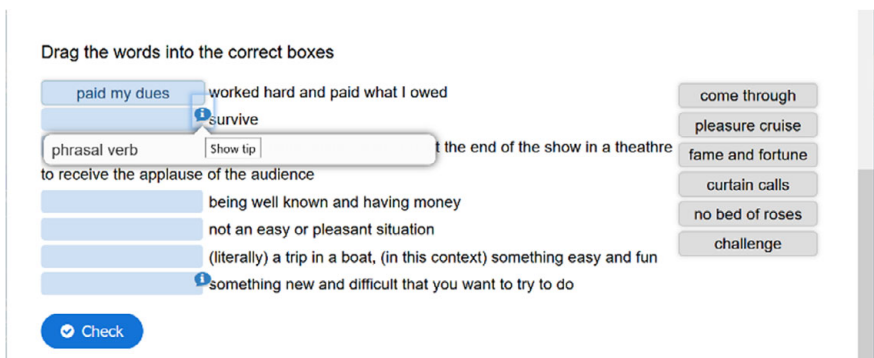 Drag the words into the correct boxes
paid my dues worked hard and paid what I owed
survive
phrasal verb Show tip t the end of the show in a theathre
to receive the applause of the audience
being well known and having money
not an easy or pleasant situation
(literally) a trip in a boat, (in this context) something easy and fun
something new and difficult that you want to try to do
Check
come through
pleasure cruise
fame and fortune
curtain calls
no bed of roses
challenge